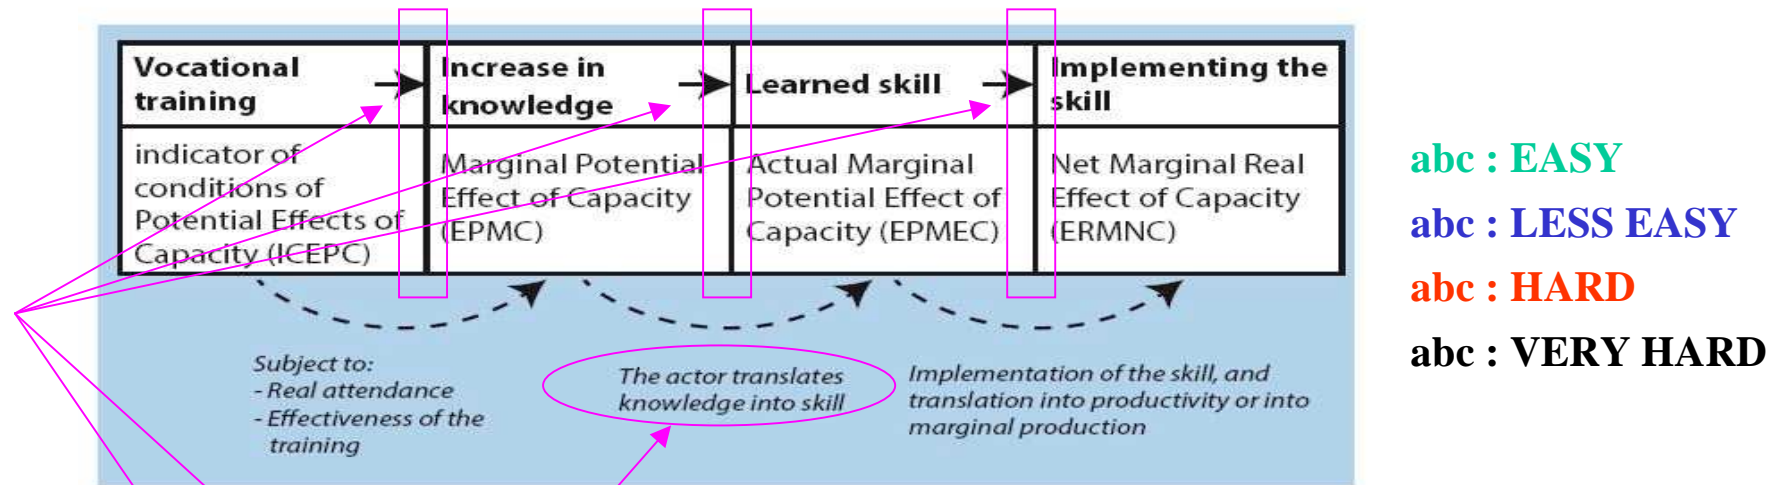 Vocational
training
Increase in
knowledge
Learned skill
Implementing the
skill
indicator of
conditions of
Potential Effects of
Capacity (ICEPC)
Marginal Potential
Effect of Capacity
(EPMC)
Actual Marginal
Potential Effect of
Capacity (EPMEC)
Net Marginal Real
Effect of Capacity
(ERMNC)
Subject to:
- Real attendance
- Effectiveness of the
training
The actor translates
knowledge into skill
Implementation of the skill, and
translation into productivity or into
marginal production
abc : EASY
abc : LESS EASY
abc : HARD
abc : VERY HARD